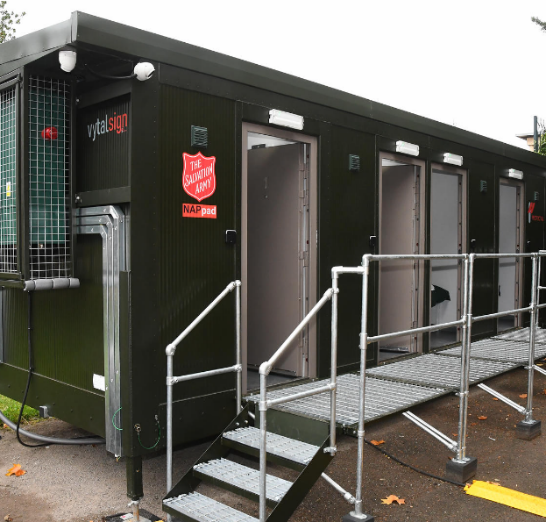 vytalsign
THE
SALVATION
ARMY
NAPpad